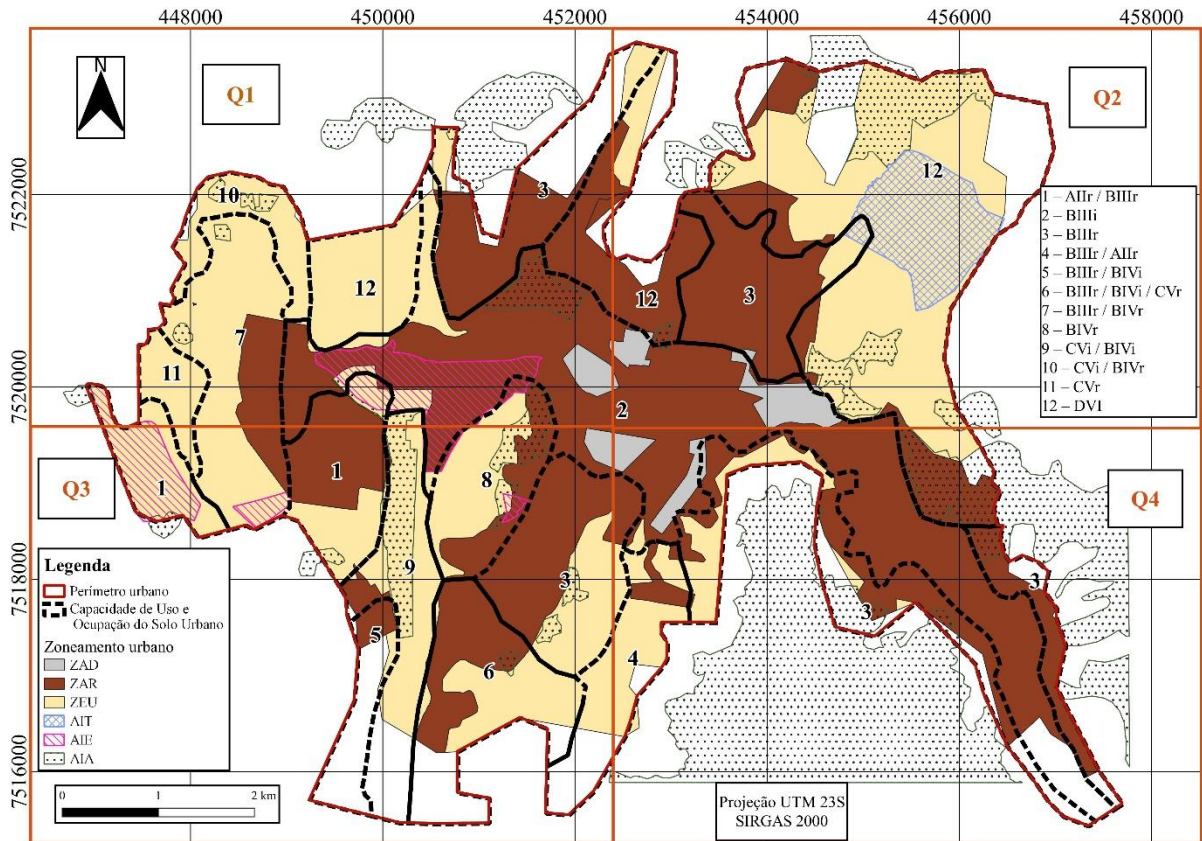 448000
450000
452000
454000
456000
458000
Q1
Q2
Q3
Q4
N
7522000
7520000
7518000
7516000
1 – AIIr / BIIIr
2 – BIIIi
3 – BIIIr
4 – BIIIr / AIIr
5 – BIIIr / BIVi
6 – BIIIr / BIVi / CVr
7 – BIIIr / BIVr
8 – BIVr
9 – CVi / BIVi
10 – CVi / BIVr
11 – CVr
12 – DVI
10
3
12
12
7
12
3
11
2
1
1
8
9
3
3
3
5
6
4
Legenda
Perímetro urbano
Capacidade de Uso e
Ocupação do Solo Urbano
Zoneamento urbano
ZAD
ZAR
ZEU
AIT
AIE
AIA
0 1 2 km
Projeção UTM 23S
SIRGAS 2000